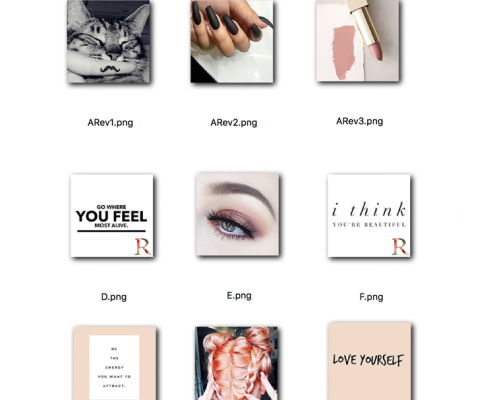 ARev1.png
ARev2.png
ARev3.png
GO WHERE
YOU FEEL
MOST ALIVE.
R
i think
YOU'RE BEAUTIFUL
R
D.png
E.png
F.png
BE
THE
ENERGY
YOU WANT TO
ATTRACT.
LOVE YOURSELF